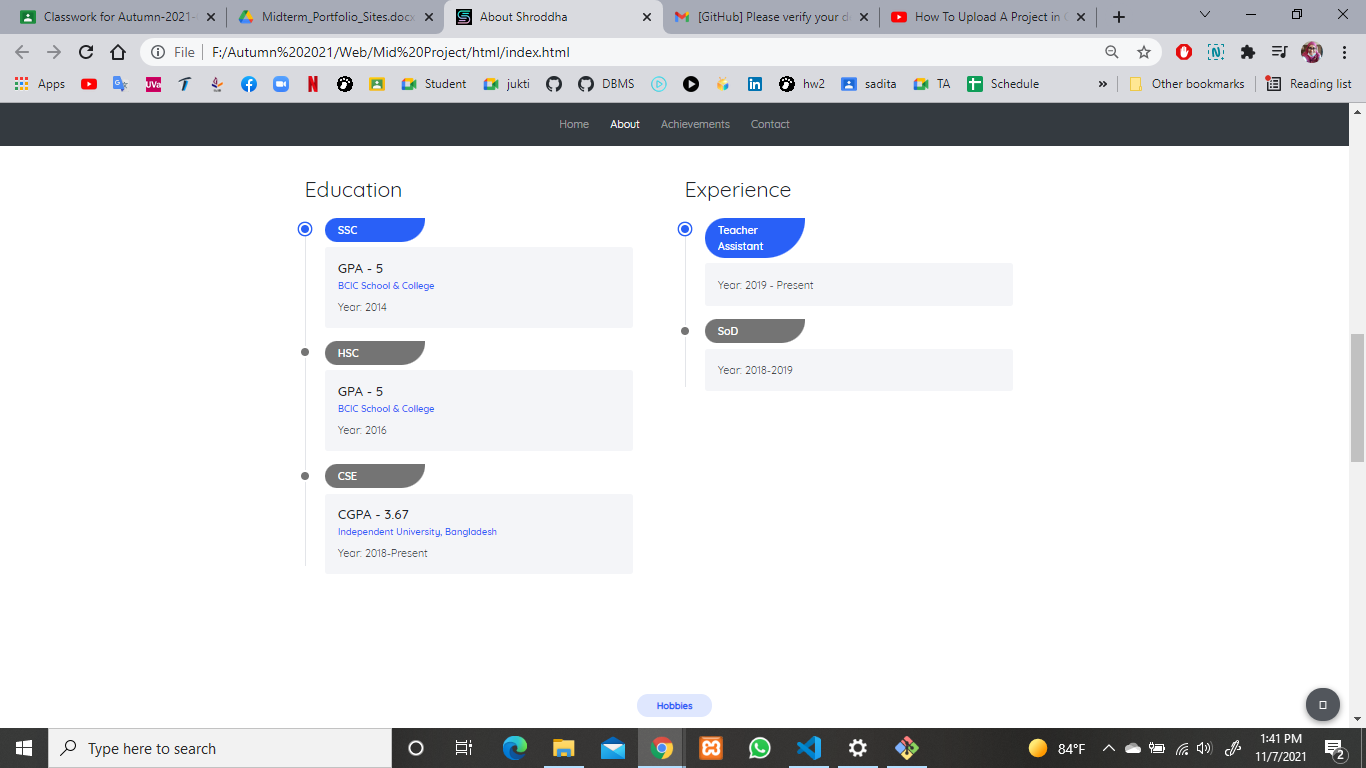 Classwork for Autumn-2021-
Midterm_Portfolio_Sites.docx
About Shroddha
[GitHub] Please verify your d
How To Upload A Project in
File
F:/Autumn%202021/Web/Mid%20Project/html/index.html
Apps
UVa
Student
jukti
DBMS
hw2
sadita
TA
Schedule
»
Other bookmarks
Reading list
Home
About
Achievements
Contact
Education
SSC
GPA - 5
BCIC School & College
Year: 2014
HSC
GPA - 5
BCIC School & College
Year: 2016
CSE
CGPA - 3.67
Independent University, Bangladesh
Year: 2018-Present
Experience
Teacher
Assistant
Year: 2019 - Present
SoD
Year: 2018-2019
Hobbies
Type here to search
84°F
1:41 PM
11/7/2021
2